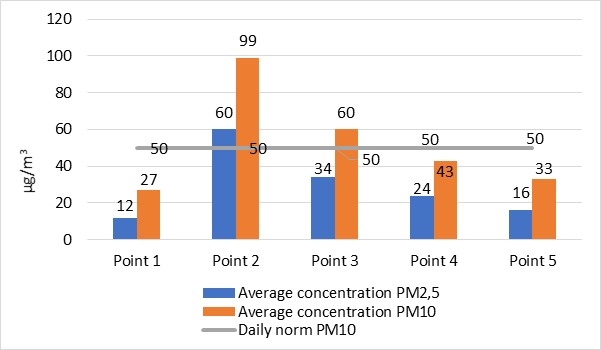 120
100
80
60
40
20
0
µg/m³
12
27
50
60
99
50
34
60
50
24
43
50
16
33
50
Point 1
Point 2
Point 3
Point 4
Point 5
Average concentration PM2,5
Average concentration PM10
Daily norm PM10